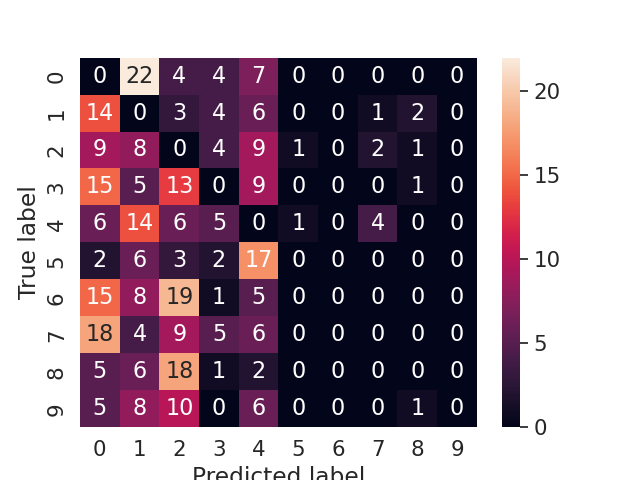 0 0 22 4 4 7 0 0 0 0 0
1 14 0 3 4 6 0 0 1 2 0
2 9 8 0 4 9 1 0 2 1 0
3 15 5 13 0 9 0 0 0 1 0
4 6 14 6 5 0 1 0 4 0 0
5 2 6 3 2 17 0 0 0 0 0
6 15 8 19 1 5 0 0 0 0 0
7 18 4 9 5 6 0 0 0 0 0
8 5 6 18 1 2 0 0 0 0 0
9 5 8 10 0 6 0 0 0 1 0
0 1 2 3 4 5 6 7 8 9
True label
Predicted label
20
15
10
5
0